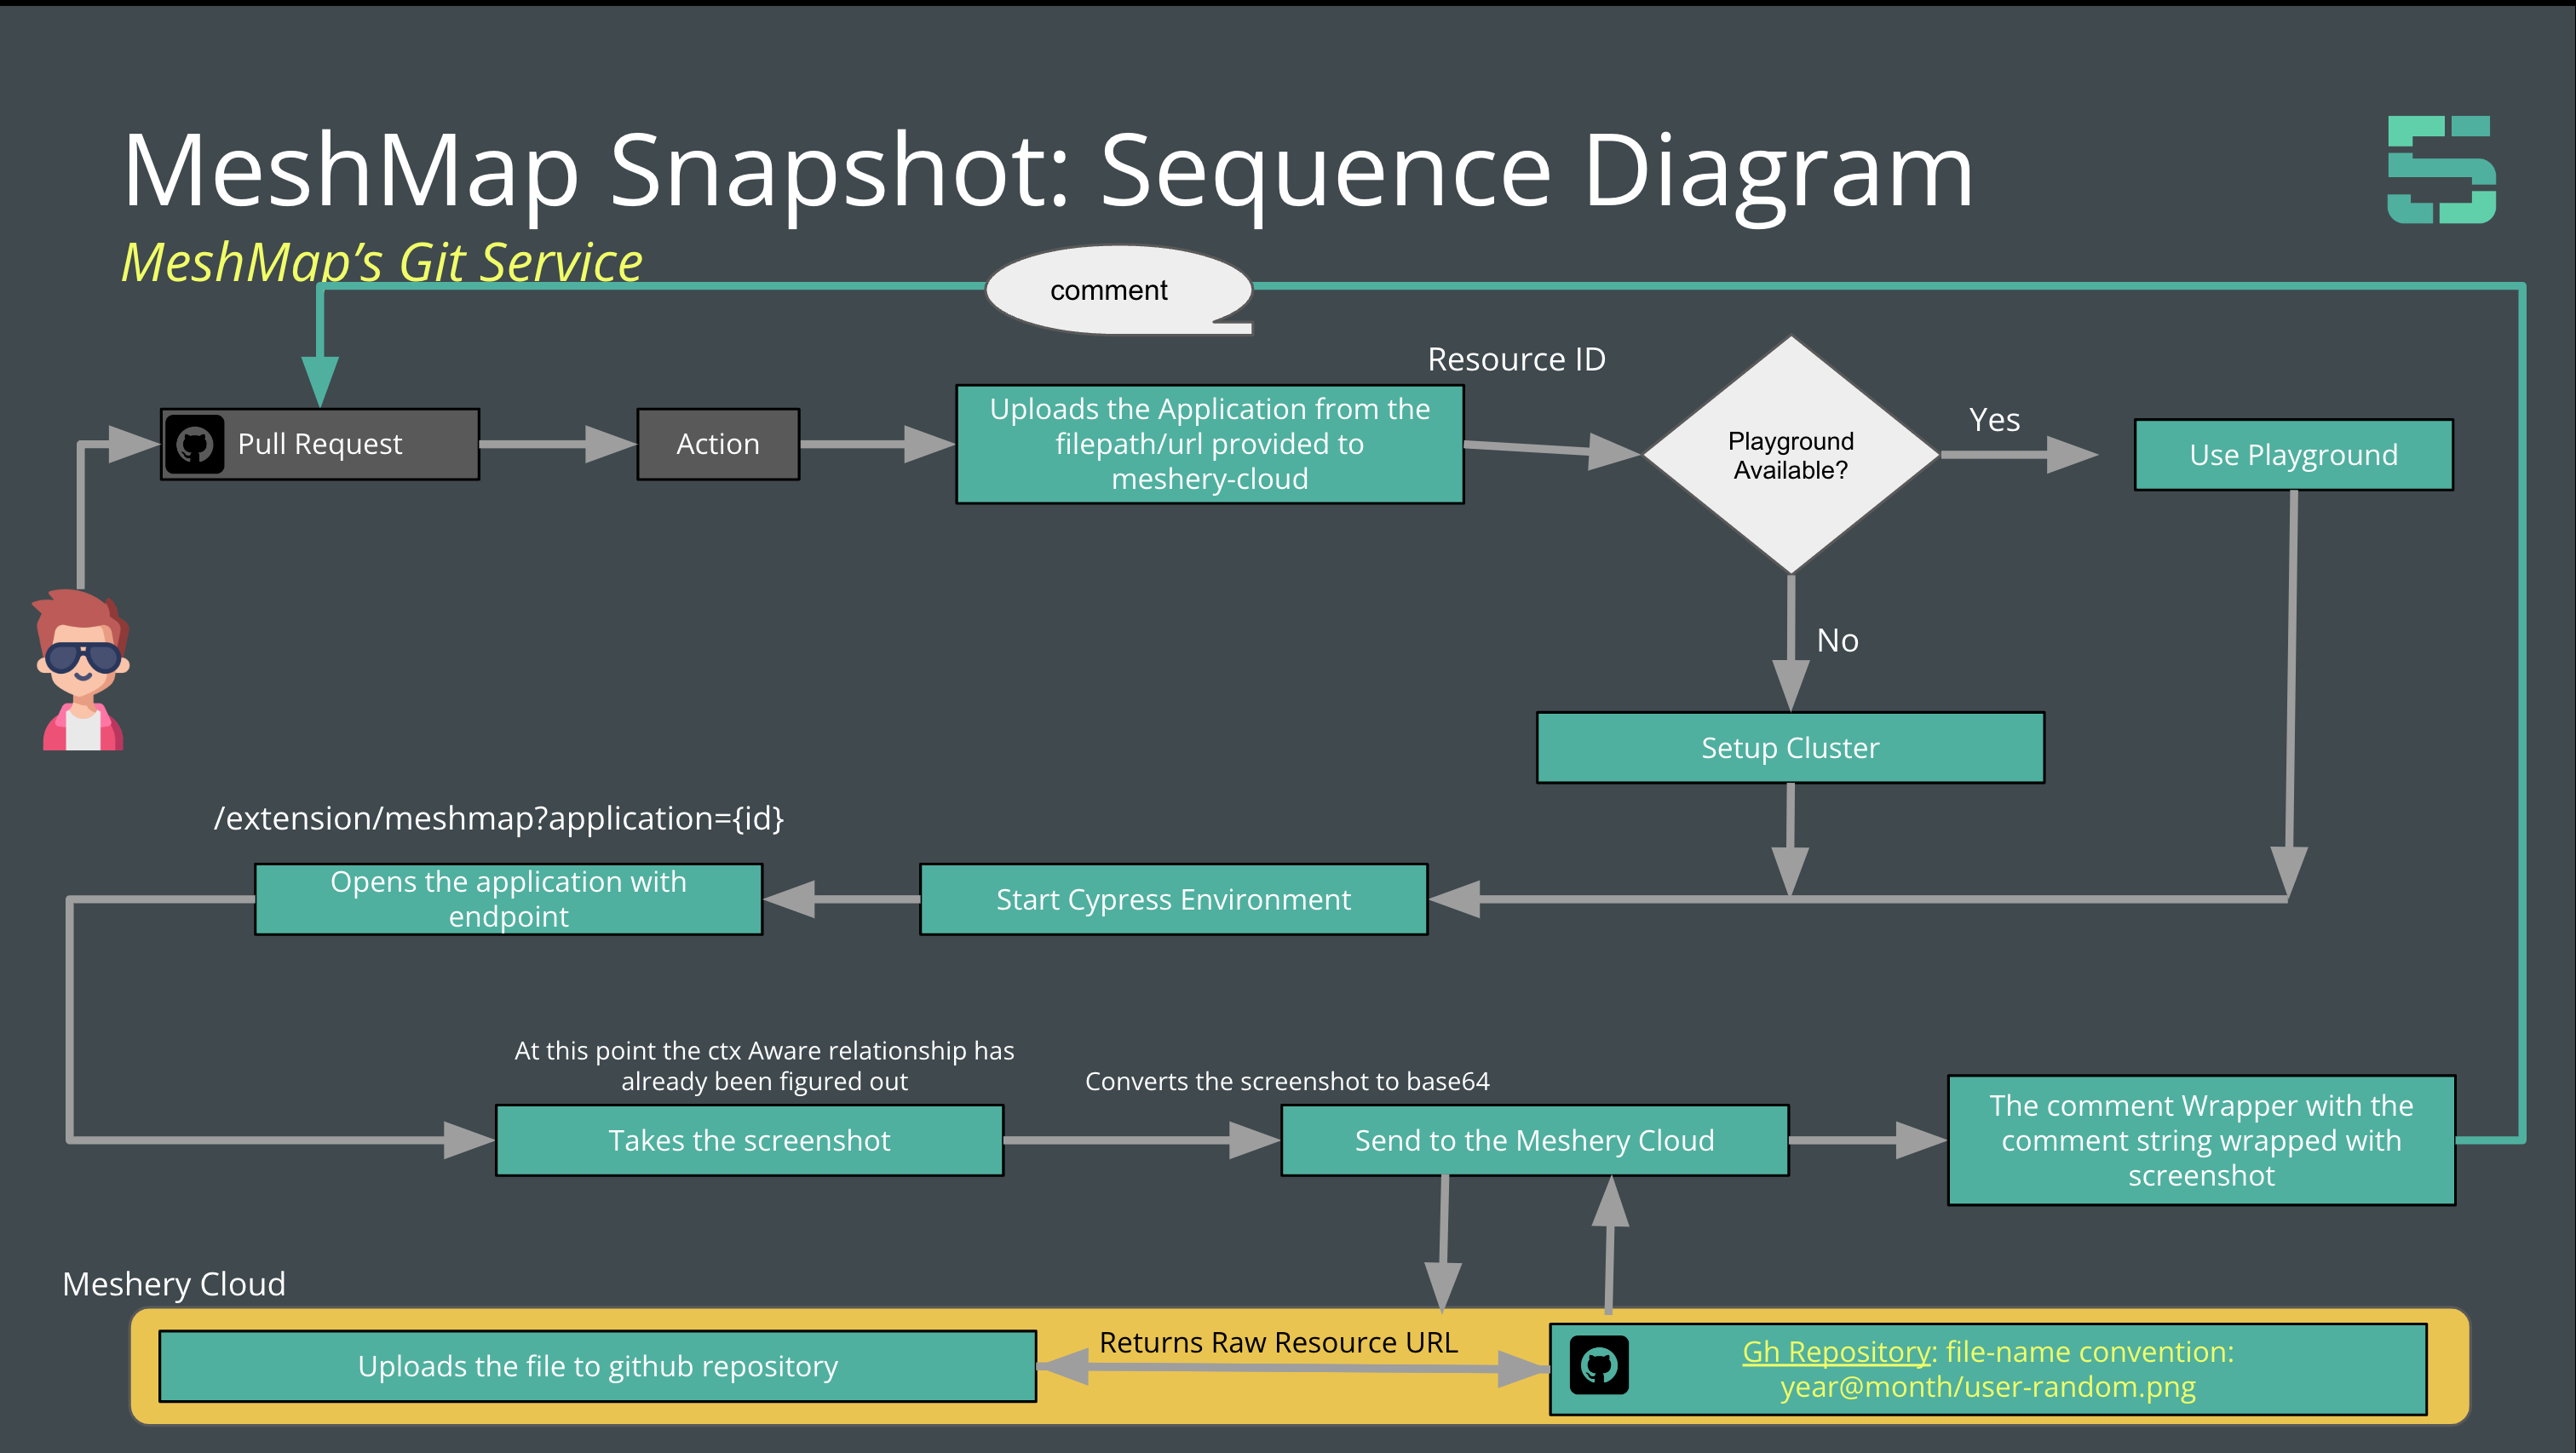 MeshMap Snapshot: Sequence Diagram
MeshMap’s Git Service
comment
Resource ID
Pull Request
Action
Uploads the Application from the
filepath/url provided to
meshery-cloud
Playground
Available?
Yes
Use Playground
No
Setup Cluster
/extension/meshmap?application={id}
Opens the application with
endpoint
Start Cypress Environment
At this point the ctx Aware relationship has
already been figured out
Converts the screenshot to base64
Takes the screenshot
Send to the Meshery Cloud
The comment Wrapper with the
comment string wrapped with
screenshot
Meshery Cloud
Uploads the file to github repository
Returns Raw Resource URL
Gh Repository: file-name convention:
year@month/user-random.png